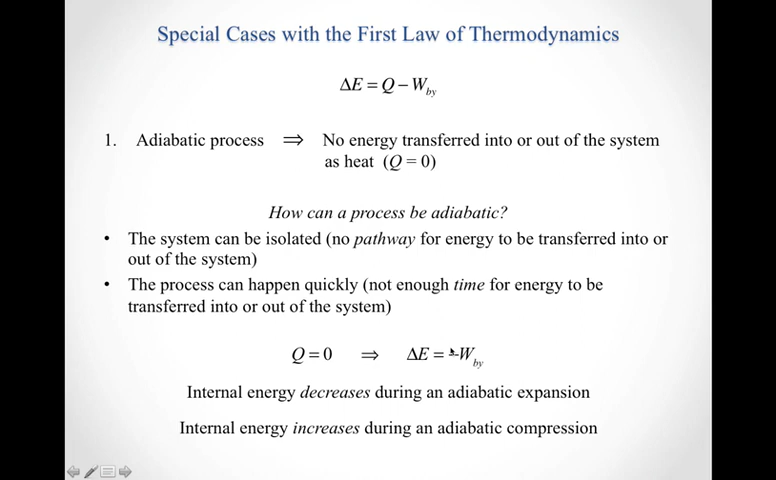 Special Cases with the First Law of Thermodynamics
ΔE = Q − W_by
1. Adiabatic process ⇒ No energy transferred into or out of the system
as heat (Q = 0)
How can a process be adiabatic?
• The system can be isolated (no pathway for energy to be transferred into or
out of the system)
• The process can happen quickly (not enough time for energy to be
transferred into or out of the system)
Q = 0 ⇒ ΔE = −W_by
Internal energy decreases during an adiabatic expansion
Internal energy increases during an adiabatic compression